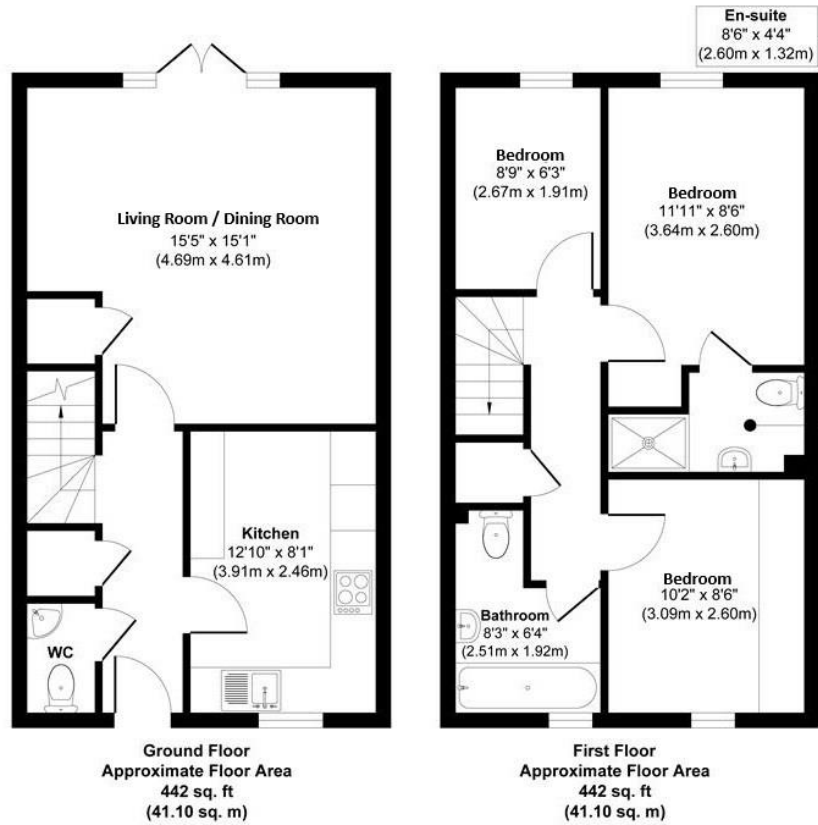 Living Room / Dining Room
15'5" x 15'1"
(4.69m x 4.61m)
Kitchen
12'10" x 8'1"
(3.91m x 2.46m)
WC
Ground Floor
Approximate Floor Area
442 sq. ft
(41.10 sq. m)
En-suite
8'6" x 4'4"
(2.60m x 1.32m)
Bedroom
8'9" x 6'3"
(2.67m x 1.91m)
Bedroom
11'11" x 8'6"
(3.64m x 2.60m)
Bedroom
10'2" x 8'6"
(3.09m x 2.60m)
Bathroom
8'3" x 6'4"
(2.51m x 1.92m)
First Floor
Approximate Floor Area
442 sq. ft
(41.10 sq. m)